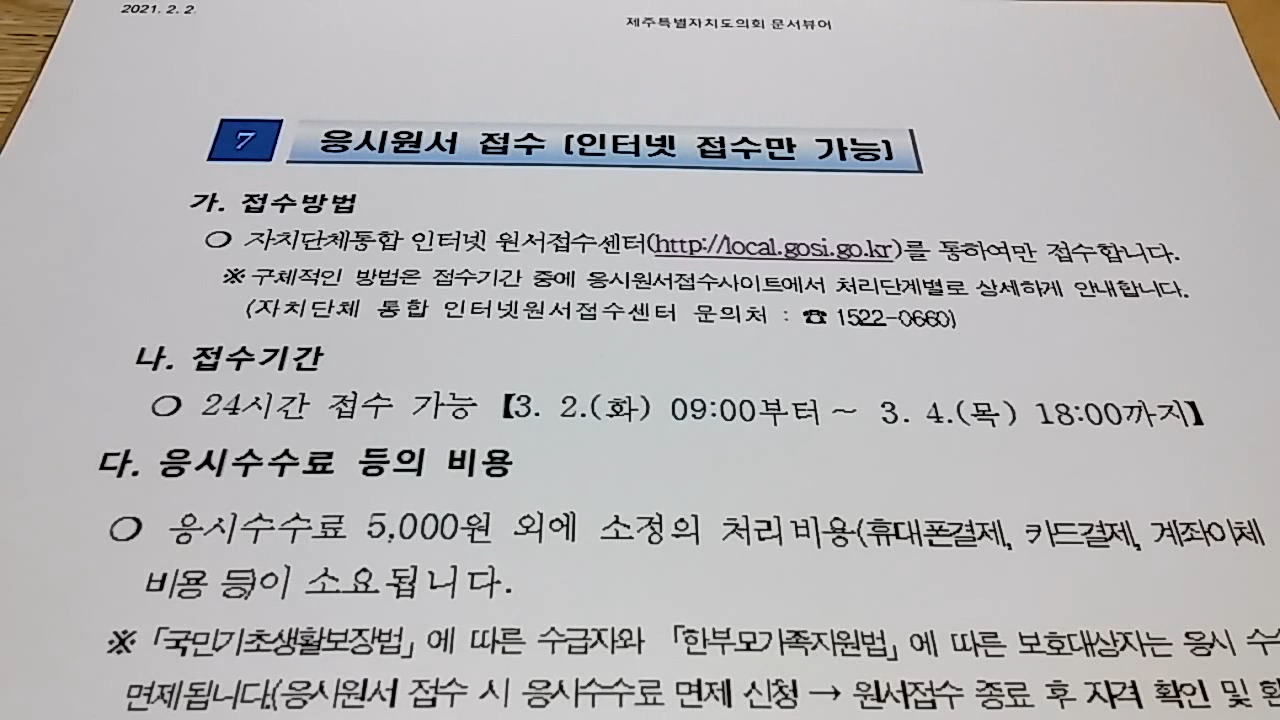 2021. 2. 2.
제주특별자치도의회 문서뷰어
7 응시원서 접수 [인터넷 접수만 가능]
가. 접수방법
○ 자치단체통합 인터넷 원서접수센터(http://local.gosi.go.kr)를 통하여만 접수합니다.
※ 구체적인 방법은 접수기간 중에 응시원서접수사이트에서 처리단계별로 상세하게 안내합니다.
(자치단체 통합 인터넷원서접수센터 문의처 : ☎ 1522-0660)
나. 접수기간
○ 24시간 접수 가능 【3. 2.(화) 09:00부터 ~ 3. 4.(목) 18:00까지】
다. 응시수수료 등의 비용
○ 응시수수료 5,000원 외에 소정의 처리비용(휴대폰결제, 카드결제, 계좌이체
비용 등)이 소요됩니다.
※ 「국민기초생활보장법」에 따른 수급자와 「한부모가족지원법」에 따른 보호대상자는 응시 수
면제됩니다.(응시원서 접수 시 응시수수료 면제 신청 → 원서접수 종료 후 자격 확인 및